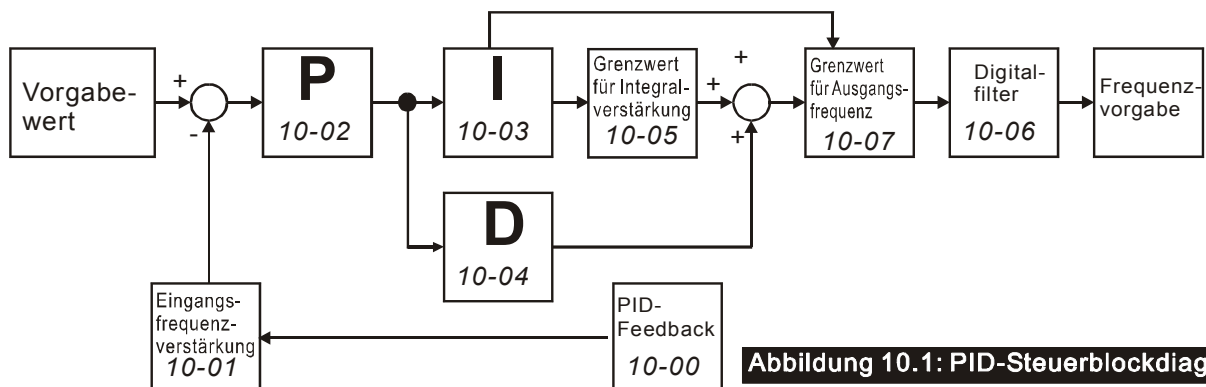 Vorgabe-
wert
+
-
P
10-02
I
10-03
Grenzwert
für Integral-
verstärkung
10-05
+
+
+
Grenzwert
für Ausgangs-
frequenz
10-07
Digital-
filter
10-06
Frequenz-
vorgabe
D
10-04
Eingangs-
frequenz-
verstärkung
10-01
PID-
Feedback
10-00
Abbildung 10.1: PID-Steuerblockdiag